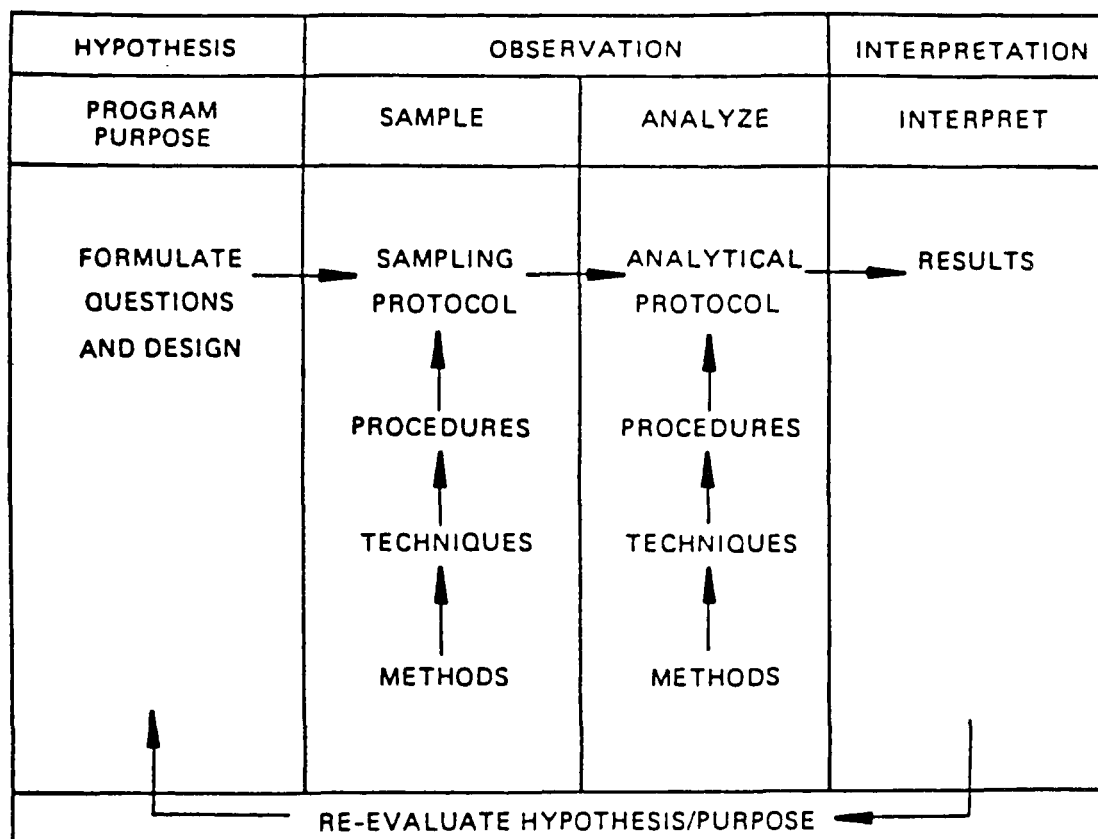 HYPOTHESIS
OBSERVATION
INTERPRETATION
PROGRAM
PURPOSE
SAMPLE
ANALYZE
INTERPRET
FORMULATE
QUESTIONS
AND DESIGN
SAMPLING
PROTOCOL
PROCEDURES
TECHNIQUES
METHODS
ANALYTICAL
PROTOCOL
PROCEDURES
TECHNIQUES
METHODS
RESULTS
RE-EVALUATE HYPOTHESIS/PURPOSE